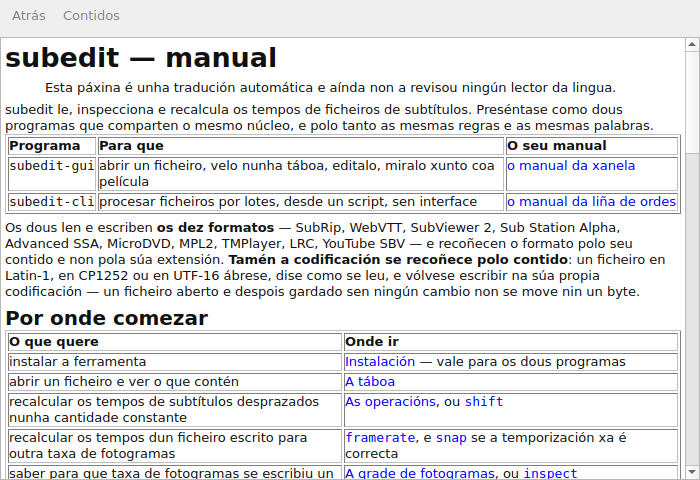 Atrás Contidos
subedit — manual
Esta páxina é unha tradución automática e aínda non a revisou ningún lector da lingua.
subedit le, inspecciona e recalcula os tempos de ficheiros de subtítulos. Preséntase como dous
programas que comparten o mesmo núcleo, e polo tanto as mesmas regras e as mesmas palabras.
Programa Para que O seu manual
subedit-gui abrir un ficheiro, velo nunha táboa, editalo, miralo xunto coa o manual da xanela
película
subedit-cli procesar ficheiros por lotes, desde un script, sen interface o manual da liña de ordes
Os dous len e escriben os dez formatos — SubRip, WebVTT, SubViewer 2, Sub Station Alpha,
Advanced SSA, MicroDVD, MPL2, TMPlayer, LRC, YouTube SBV — e recoñecen o formato polo seu
contido e non pola súa extensión. Tamén a codificación se recoñece polo contido: un ficheiro en
Latin-1, en CP1252 ou en UTF-16 ábrese, dise como se leu, e vólvese escribir na súa propia
codificación — un ficheiro aberto e despois gardado sen ningún cambio non se move nin un byte.
Por onde comezar
O que quere Onde ir
instalar a ferramenta Instalación — vale para os dous programas
abrir un ficheiro e ver o que contén A táboa
recalcular os tempos de subtítulos desprazados As operacións, ou shift
nunha cantidade constante
recalcular os tempos dun ficheiro escrito para framerate, e snap se a temporización xa é
outra taxa de fotogramas correcta
saber para que taxa de fotogramas se escribiu un A grade de fotogramas, ou inspect